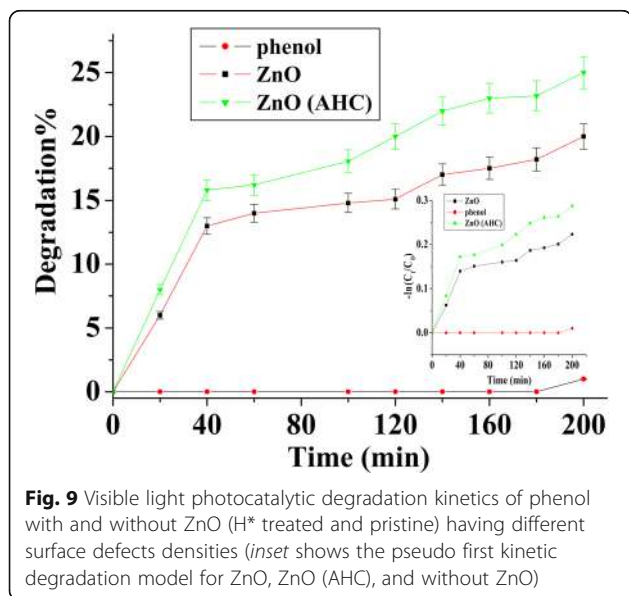 phenol
ZnO
ZnO (AHC)
Degradation%
25
20
15
10
5
0
0 40 80 120 160 200
Time (min)
ZnO
phenol
ZnO (AHC)
-ln(Ct/C0)
0.3
0.2
0.1
0.0
0 40 80 120 160 200
Time (min)
Fig. 9 Visible light photocatalytic degradation kinetics of phenol
with and without ZnO (H* treated and pristine) having different
surface defects densities (inset shows the pseudo first kinetic
degradation model for ZnO, ZnO (AHC), and without ZnO)